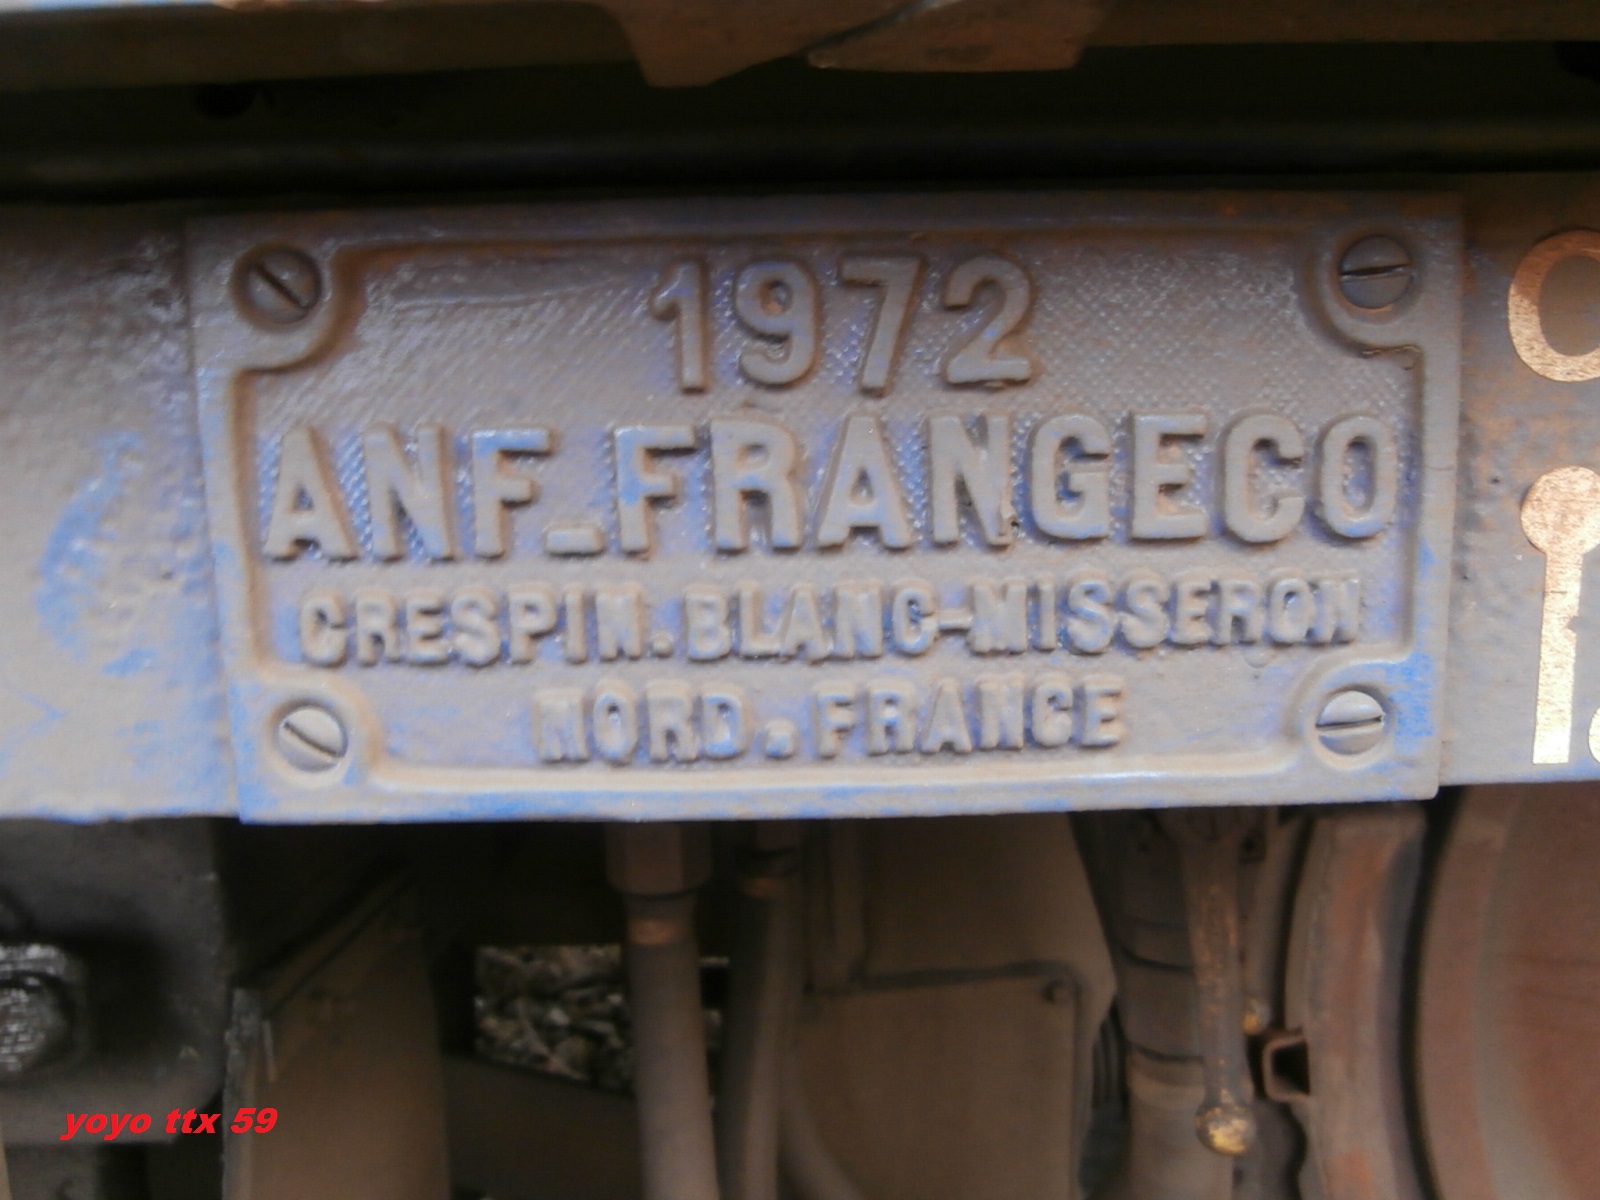 1972
ANF_FRANGECO
CRESPIN.BLANC-MISSERON
NORD.FRANCE
yoyo ttx 59